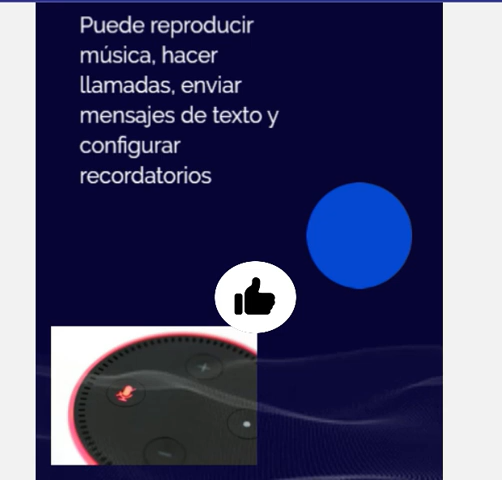 Puede reproducir
música, hacer
llamadas, enviar
mensajes de texto y
configurar
recordatorios